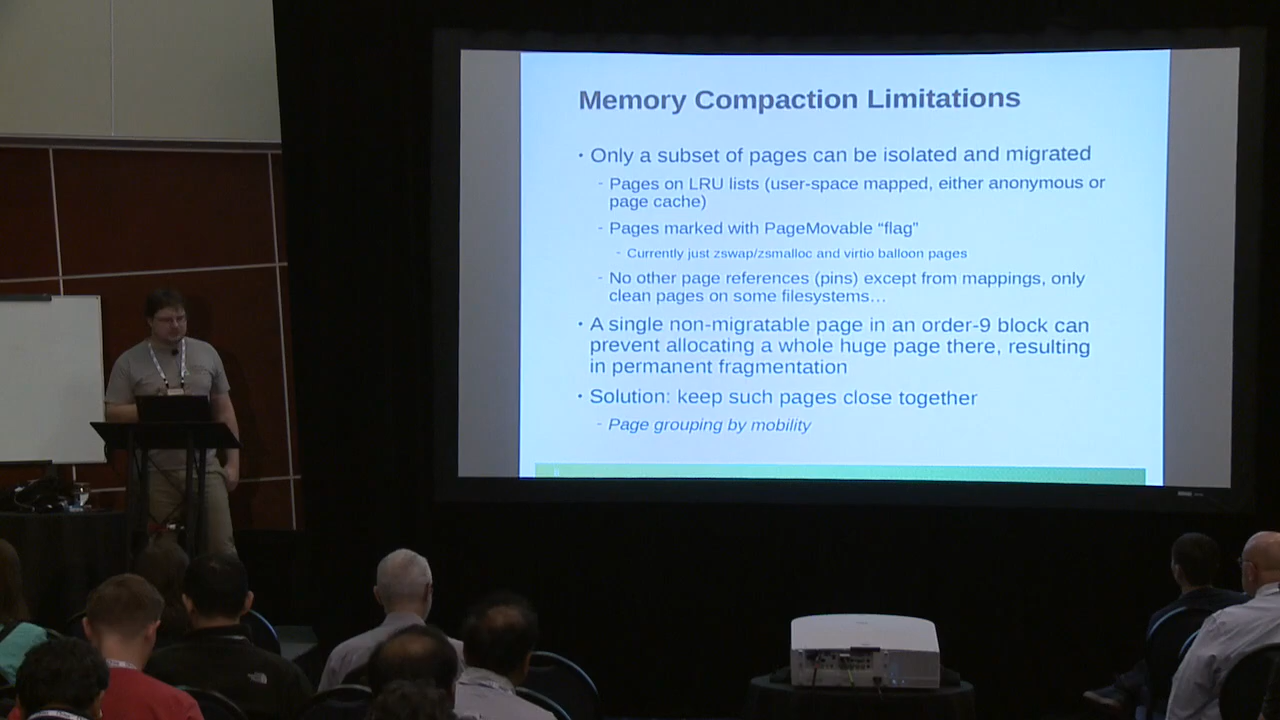 Memory Compaction Limitations
· Only a subset of pages can be isolated and migrated
- Pages on LRU lists (user-space mapped, either anonymous or
page cache)
- Pages marked with PageMovable “flag”
- Currently just zswap/zsmalloc and virtio balloon pages
- No other page references (pins) except from mappings, only
clean pages on some filesystems…
· A single non-migratable page in an order-9 block can
prevent allocating a whole huge page there, resulting
in permanent fragmentation
· Solution: keep such pages close together
- Page grouping by mobility